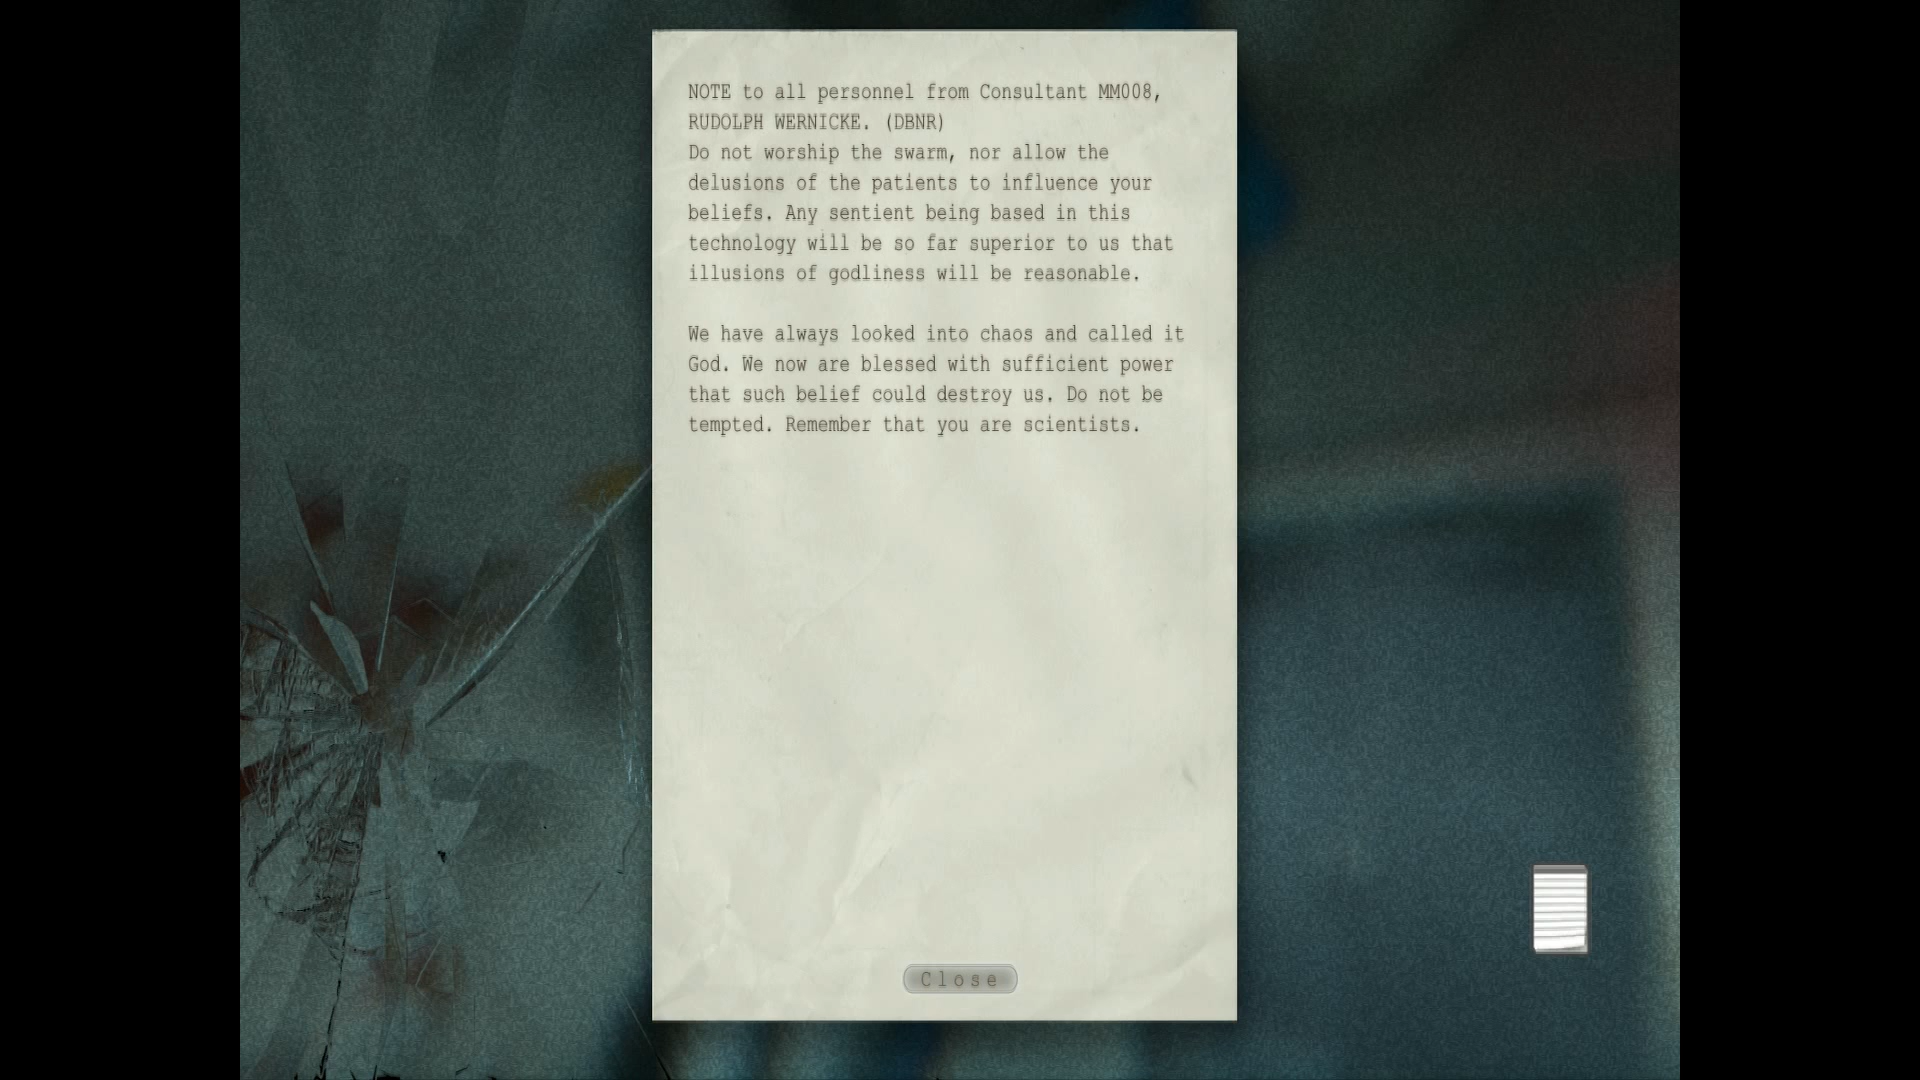 NOTE to all personnel from Consultant MM008,
RUDOLPH WERNICKE. (DBNR)
Do not worship the swarm, nor allow the
delusions of the patients to influence your
beliefs. Any sentient being based in this
technology will be so far superior to us that
illusions of godliness will be reasonable.
We have always looked into chaos and called it
God. We now are blessed with sufficient power
that such belief could destroy us. Do not be
tempted. Remember that you are scientists.
Close